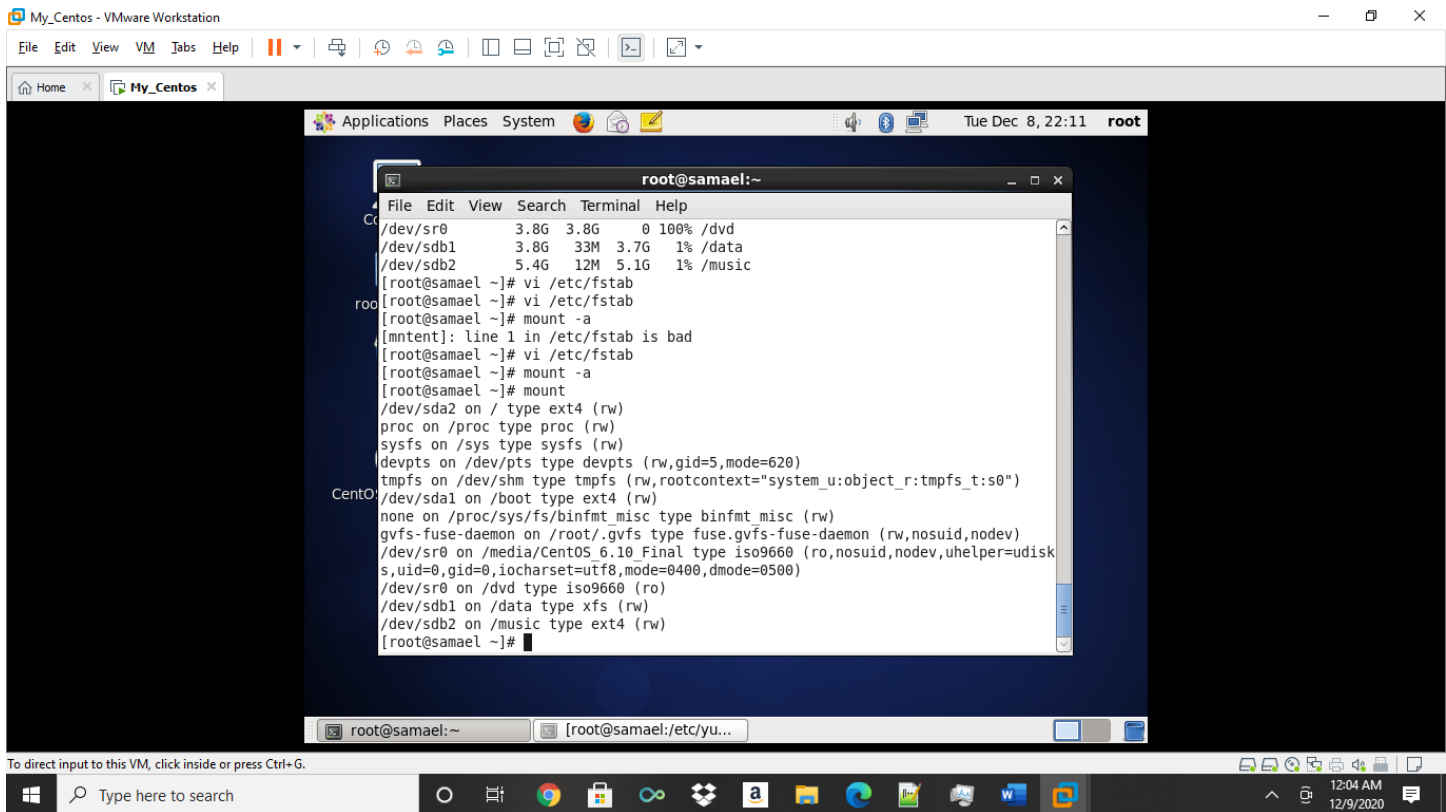 My_Centos - VMware Workstation
File Edit View VM Tabs Help
Home My_Centos
Applications Places System Tue Dec 8, 22:11 root
root@samael:~
File Edit View Search Terminal Help
/dev/sr0 3.8G 3.8G 0 100% /dvd
/dev/sdb1 3.8G 33M 3.7G 1% /data
/dev/sdb2 5.4G 12M 5.1G 1% /music
[root@samael ~]# vi /etc/fstab
[root@samael ~]# vi /etc/fstab
[root@samael ~]# mount -a
[mntent]: line 1 in /etc/fstab is bad
[root@samael ~]# vi /etc/fstab
[root@samael ~]# mount -a
[root@samael ~]# mount
/dev/sda2 on / type ext4 (rw)
proc on /proc type proc (rw)
sysfs on /sys type sysfs (rw)
devpts on /dev/pts type devpts (rw,gid=5,mode=620)
tmpfs on /dev/shm type tmpfs (rw,rootcontext="system_u:object_r:tmpfs_t:s0")
/dev/sda1 on /boot type ext4 (rw)
none on /proc/sys/fs/binfmt_misc type binfmt_misc (rw)
gvfs-fuse-daemon on /root/.gvfs type fuse.gvfs-fuse-daemon (rw,nosuid,nodev)
/dev/sr0 on /media/CentOS_6.10_Final type iso9660 (ro,nosuid,nodev,uhelper=udisk
s,uid=0,gid=0,iocharset=utf8,mode=0400,dmode=0500)
/dev/sr0 on /dvd type iso9660 (ro)
/dev/sdb1 on /data type xfs (rw)
/dev/sdb2 on /music type ext4 (rw)
[root@samael ~]#
root@samael:~ [root@samael:/etc/yu...
To direct input to this VM, click inside or press Ctrl+G.
Type here to search
12:04 AM
12/9/2020